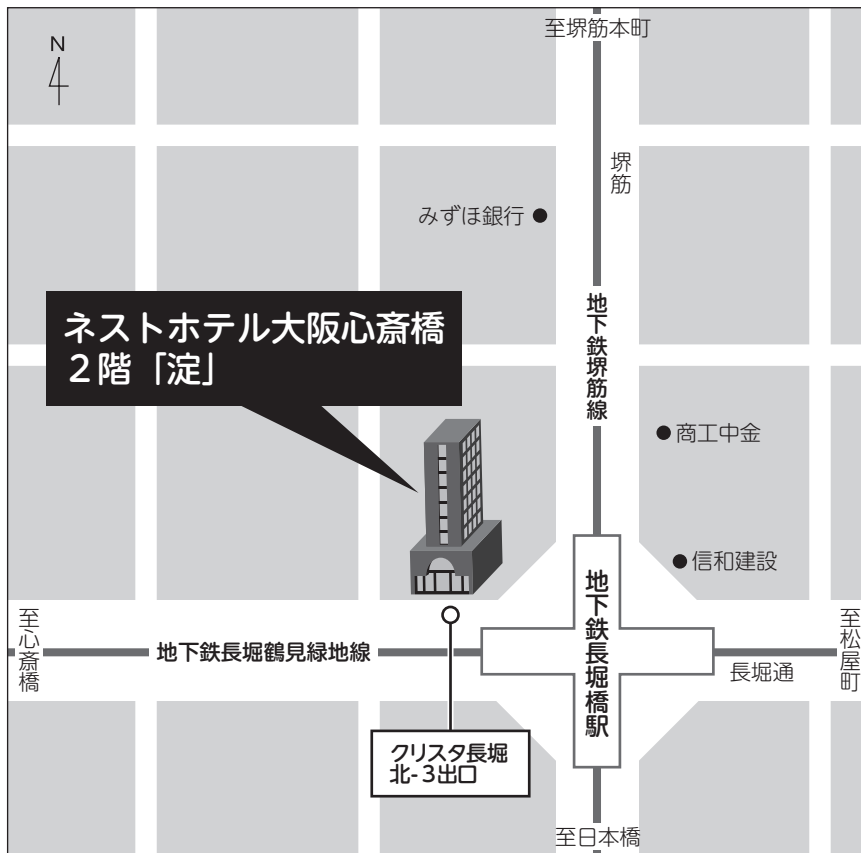 至堺筋本町
N
堺筋
みずほ銀行
ネストホテル大阪心斎橋
２階「淀」
地下鉄堺筋線
商工中金
信和建設
至心斎橋
地下鉄長堀鶴見緑地線
地下鉄長堀橋駅
長堀通
至松屋町
クリスタ長堀
北-3出口
至日本橋